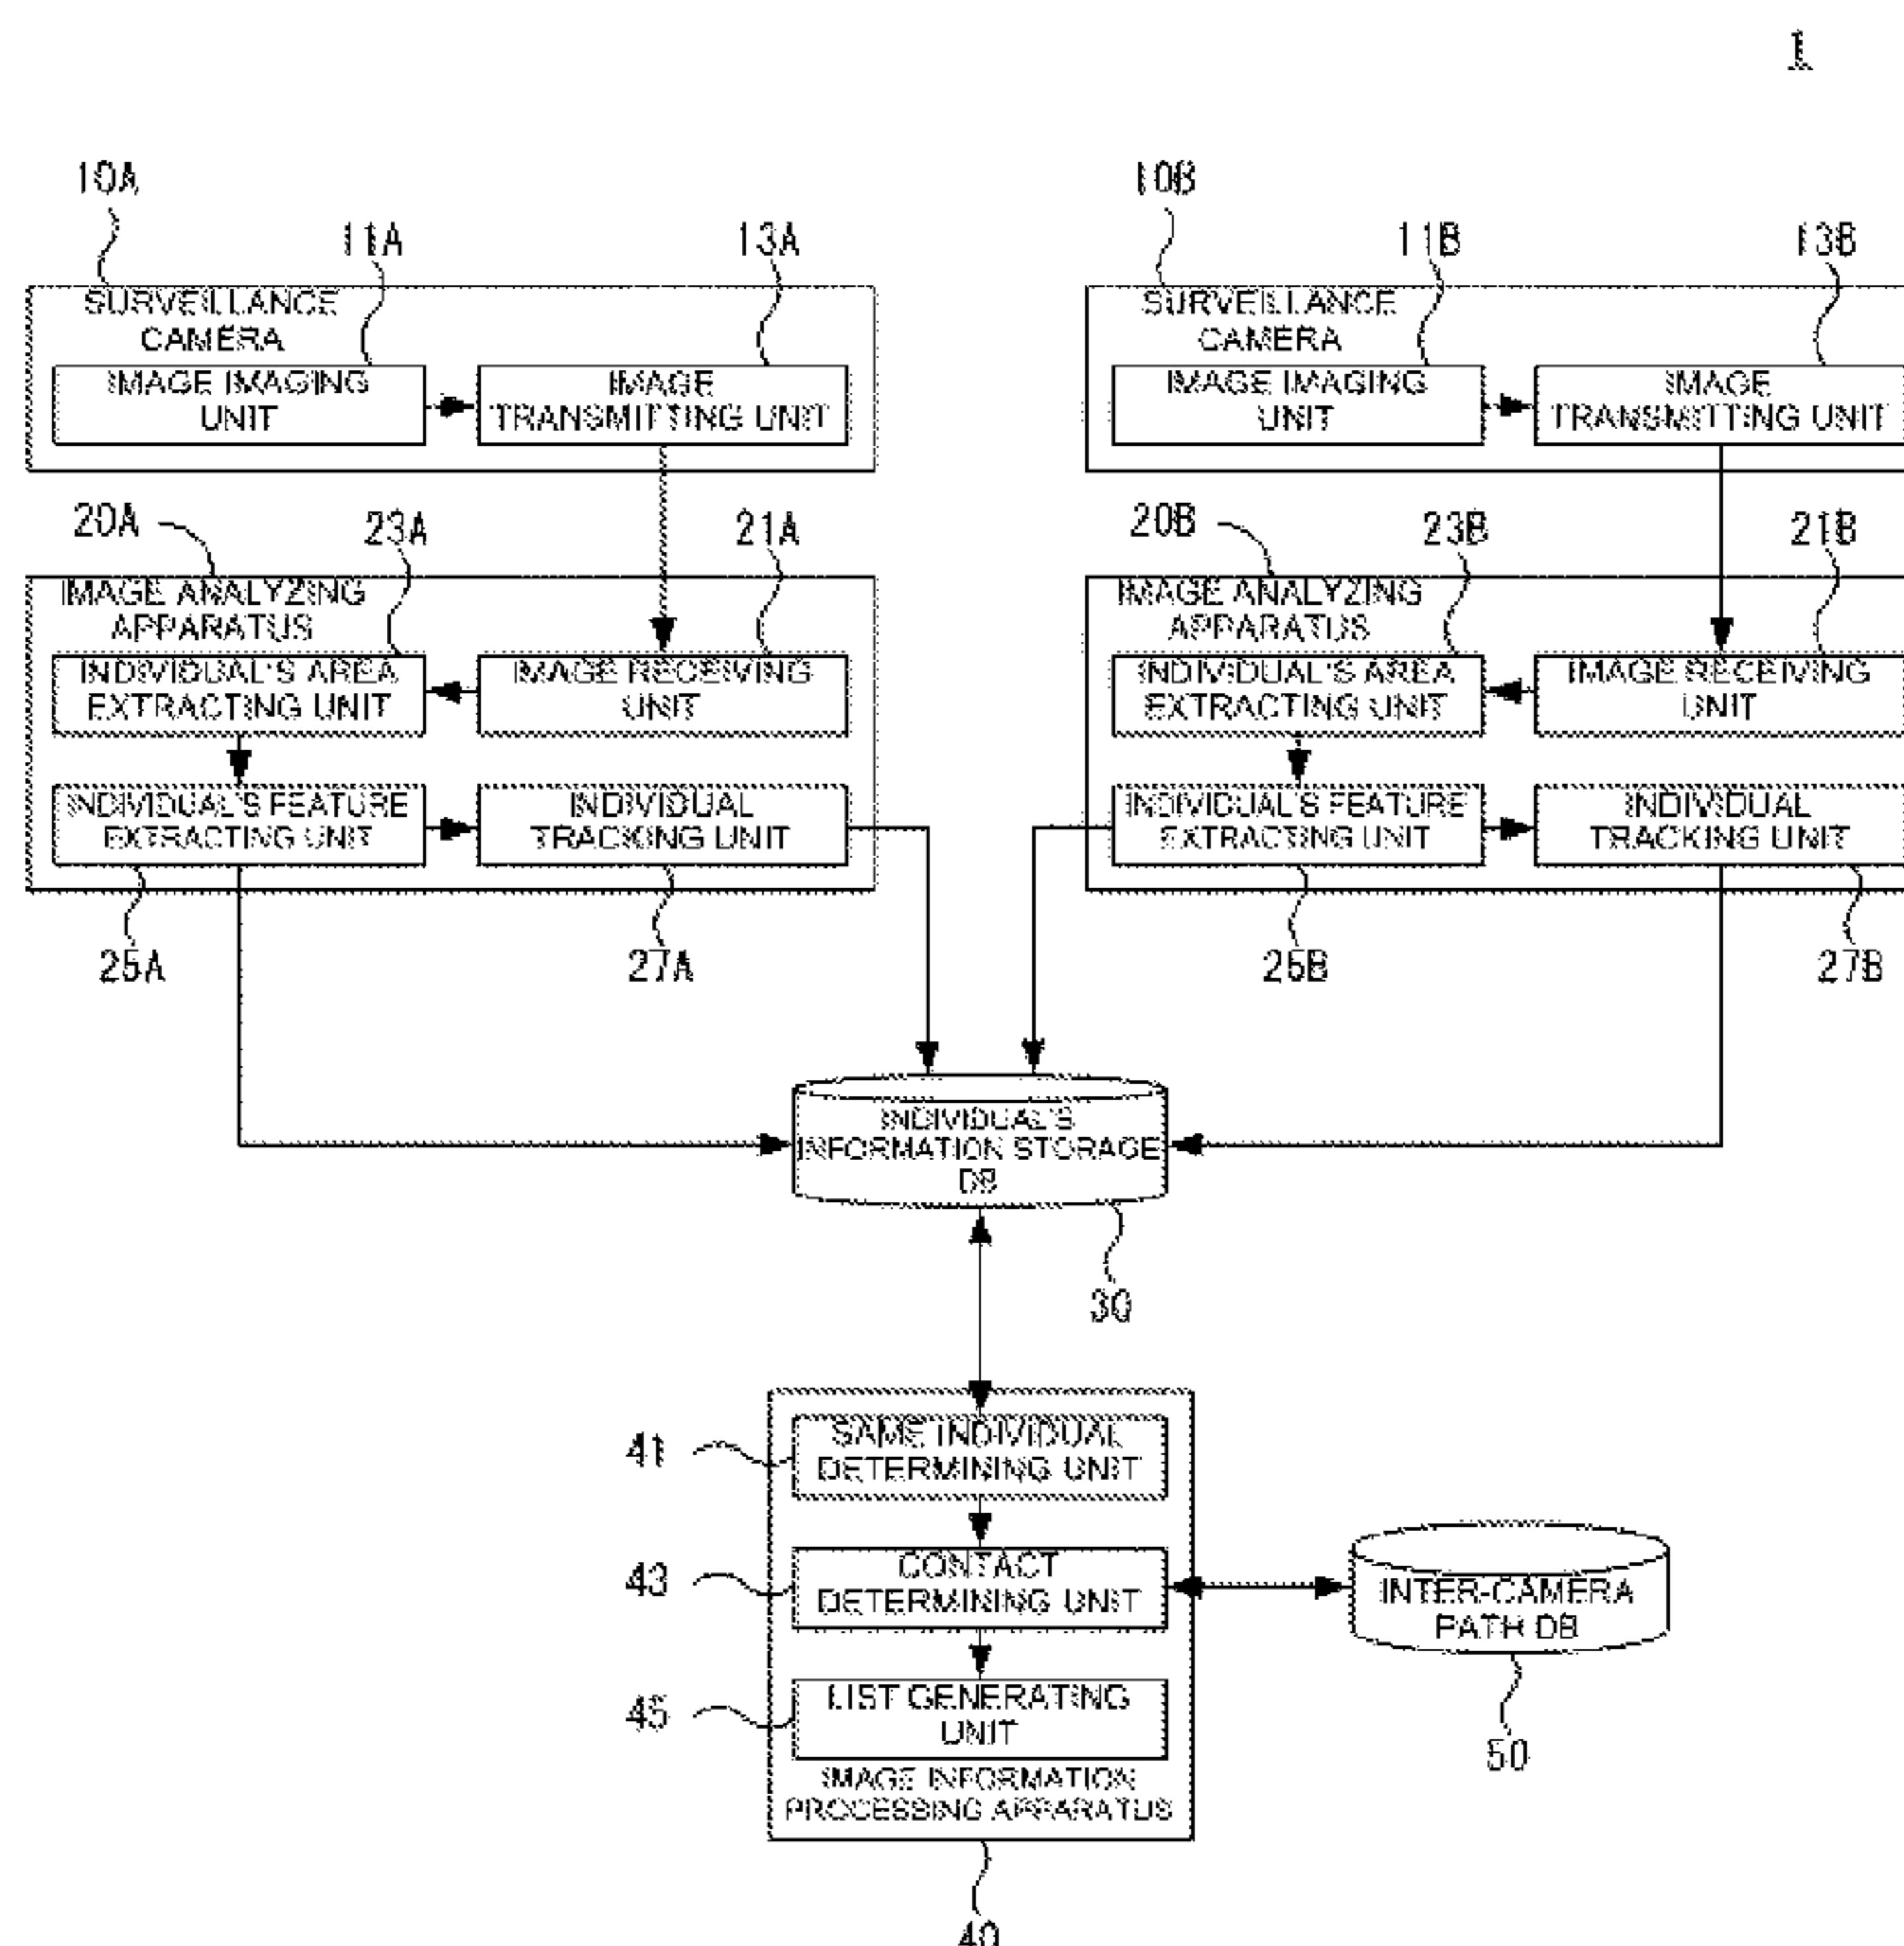 1
10A
10B
11A
13A
11B
13B
SURVEILLANCE
CAMERA
IMAGE IMAGING
UNIT
IMAGE
TRANSMITTING UNIT
SURVEILLANCE
CAMERA
IMAGE IMAGING
UNIT
IMAGE
TRANSMITTING UNIT
20A
23A
21A
20B
23B
21B
IMAGE ANALYZING
APPARATUS
INDIVIDUAL'S AREA
EXTRACTING UNIT
IMAGE RECEIVING
UNIT
INDIVIDUAL'S FEATURE
EXTRACTING UNIT
INDIVIDUAL
TRACKING UNIT
IMAGE ANALYZING
APPARATUS
INDIVIDUAL'S AREA
EXTRACTING UNIT
IMAGE RECEIVING
UNIT
INDIVIDUAL'S FEATURE
EXTRACTING UNIT
INDIVIDUAL
TRACKING UNIT
25A
27A
25B
27B
INDIVIDUAL'S
INFORMATION STORAGE
DB
30
41
SAME INDIVIDUAL
DETERMINING UNIT
43
CONTACT
DETERMINING UNIT
INTER-CAMERA
PATH DB
45
LIST GENERATING
UNIT
50
IMAGE INFORMATION
PROCESSING APPARATUS
40